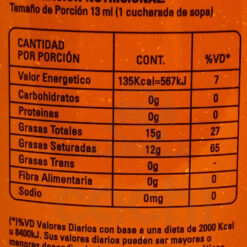 Tamaño de Porción 13 ml (1 cucharada de sopa)
CANTIDAD POR PORCIÓN CONT. %VD*
Valor Energetico 135Kcal=567kJ 7
Carbohidratos 0g 0
Proteinas 0g 0
Grasas Totales 15g 27
Grasas Saturadas 12g 65
Grasas Trans 0g -
Fibra Alimentaria 0g 0
Sodio 0mg 0
(*)%VD Valores Diarios con base a una dieta de 2000 Kcal
u 8400kJ. Sus valores diarios pueden ser mayores o